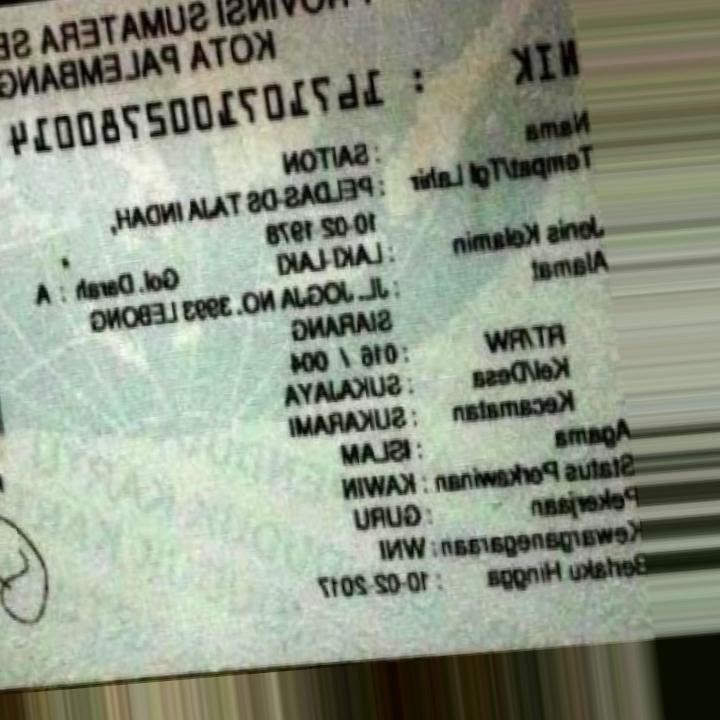 PROVINSI SUMATERA SE
KOTA PALEMBANG
NIK : 1671071002780014
Nama : SAITON
Tempat/Tgl Lahir : PELDAS-DS TALA INDAH,
10-02-1978
Jenis Kelamin : LAKI-LAKI Gol. Darah : A
Alamat : JL. JOGJA NO. 3993 LEBONG
SIARANG
RT/RW : 016 / 004
Kel/Desa : SUKAJAYA
Kecamatan : SUKARAMI
Agama : ISLAM
Status Perkawinan : KAWIN
Pekerjaan : GURU
Kewarganegaraan : WNI
Berlaku Hingga : 10-02-2017